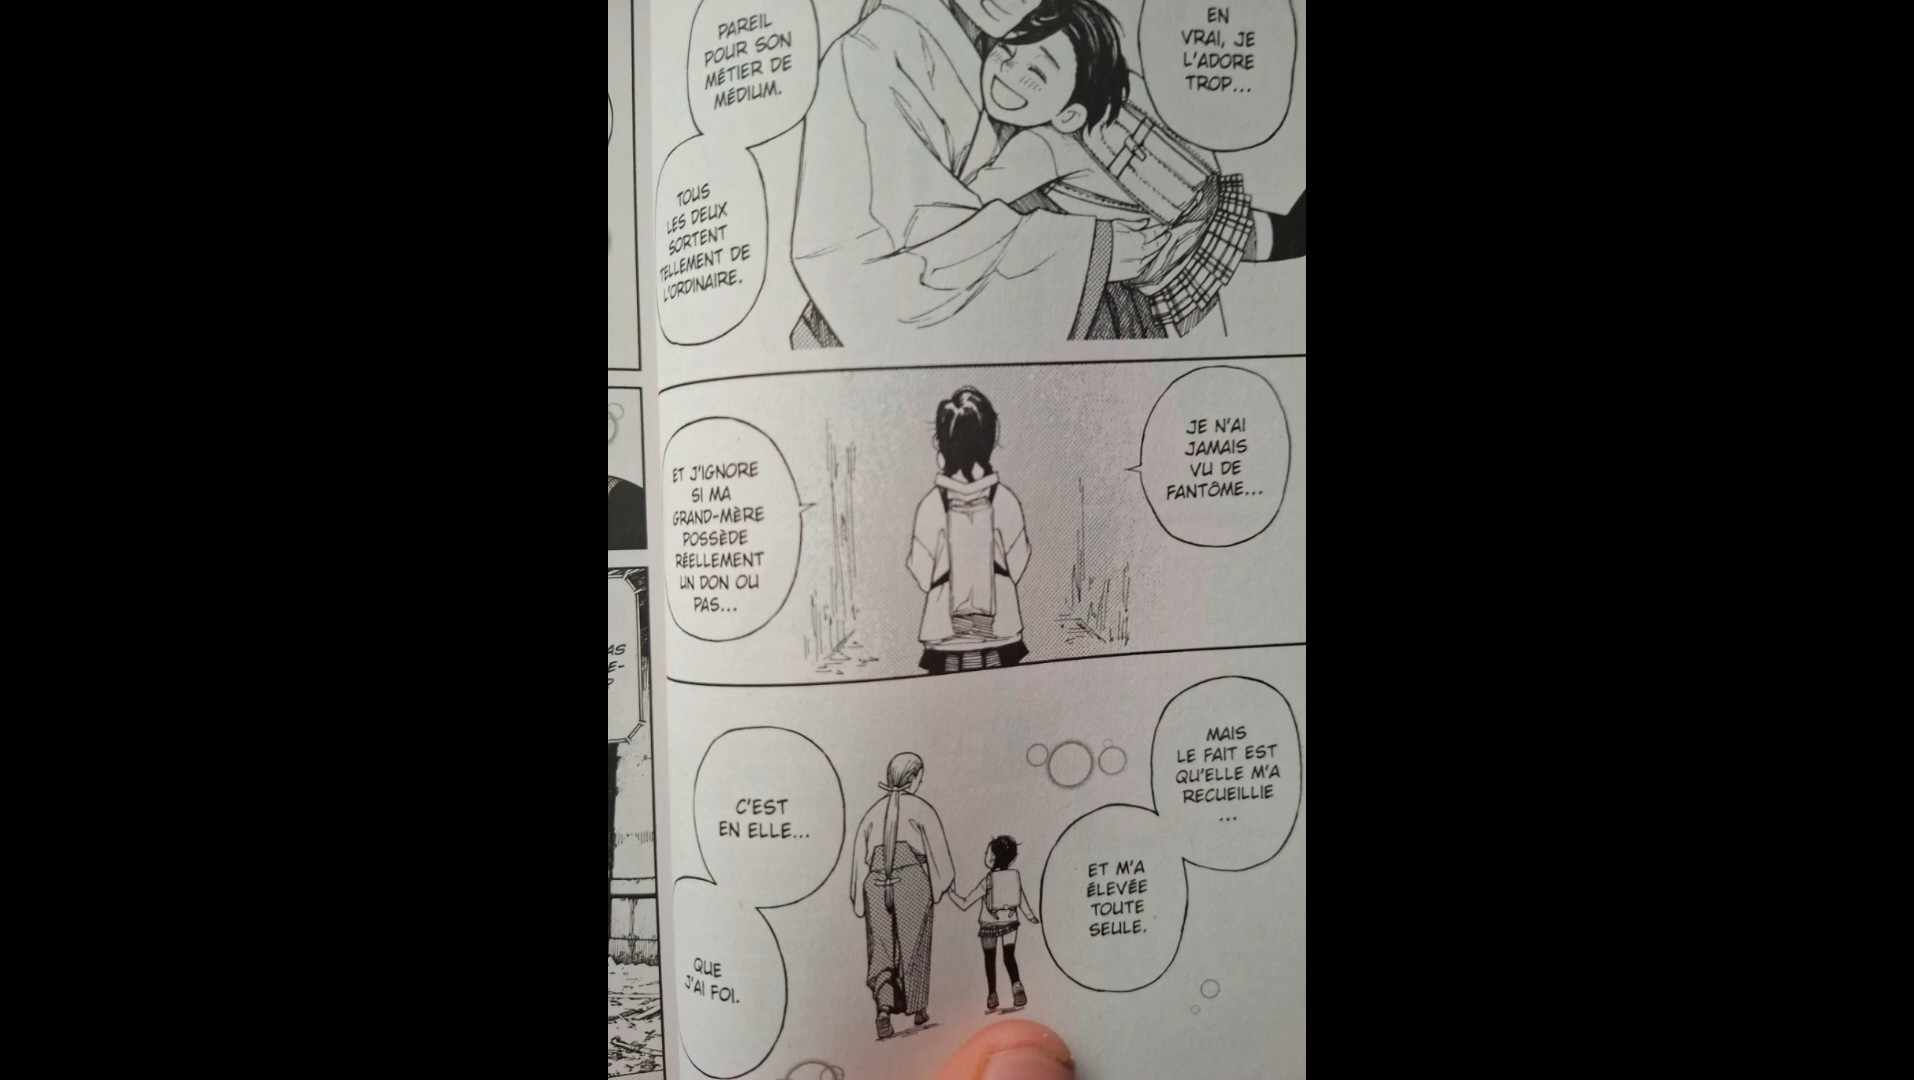 EN
VRAI, JE
L'ADORE
TROP...
PAREIL
POUR SON
MÉTIER DE
MÉDIUM.
TOUS
LES DEUX
SORTENT
TELLEMENT DE
L'ORDINAIRE.
JE N'AI
JAMAIS
VU DE
FANTÔME...
ET J'IGNORE
SI MA
GRAND-MÈRE
POSSÈDE
RÉELLEMENT
UN DON OU
PAS...
MAIS
LE FAIT EST
QU'ELLE M'A
RECUEILLIE
...
ET M'A
ÉLEVÉE
TOUTE
SEULE.
C'EST
EN ELLE...
QUE
J'AI FOI.